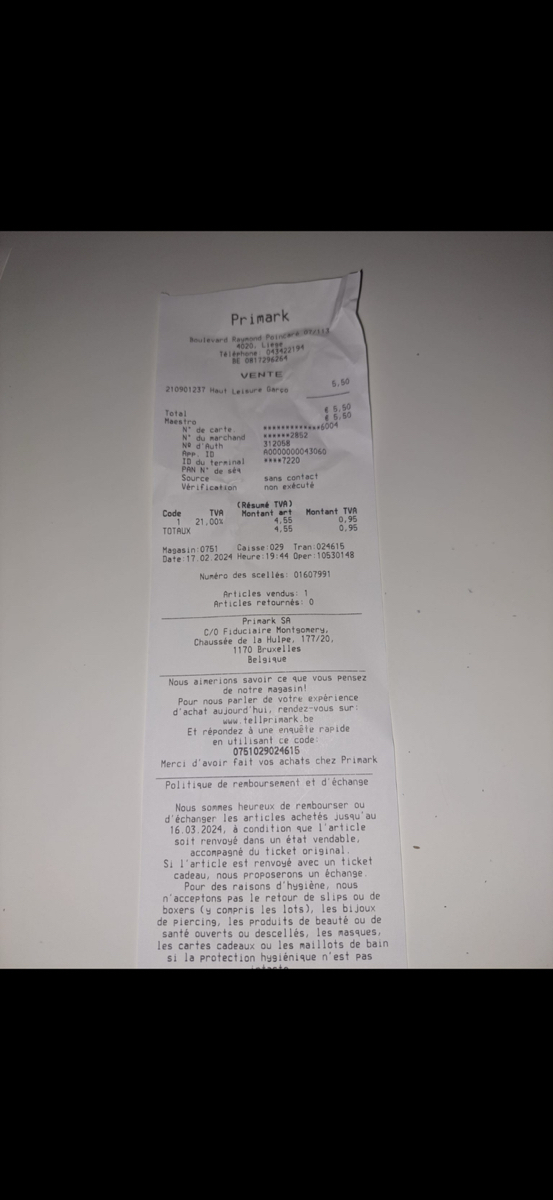 Primark
Boulevard Raymond Poincaré 07/113
4020, Liège
Téléphone: 043422194
BE 0817296264
VENTE
210901237 Haut Leisure Garço 5,50
Total € 5,50
Maestro € 5,50
N° de carte *************6004
N° du marchand ******2852
Nº d'Auth 312058
App. ID A0000000043060
ID du terminal ****7220
PAN N° de séq
Source sans contact
Vérification non exécuté
(Résumé TVA)
Code TVA Montant art Montant TVA
1 21,00% 4,55 0,95
TOTAUX 4,55 0,95
Magasin:0751 Caisse:029 Tran:024615
Date:17.02.2024 Heure:19:44 Oper:10530148
Numéro des scellés: 01607991
Articles vendus: 1
Articles retournés: 0
Primark SA
C/O Fiduciaire Montgomery,
Chaussée de la Hulpe, 177/20,
1170 Bruxelles
Belgique
Nous aimerions savoir ce que vous pensez
de notre magasin!
Pour nous parler de votre expérience
d'achat aujourd'hui, rendez-vous sur:
www.tellprimark.be
Et répondez à une enquête rapide
en utilisant ce code:
0751029024615
Merci d'avoir fait vos achats chez Primark
Politique de remboursement et d'échange
Nous sommes heureux de rembourser ou
d'échanger les articles achetés jusqu'au
16.03.2024, à condition que l'article
soit renvoyé dans un état vendable,
accompagné du ticket original.
Si l'article est renvoyé avec un ticket
cadeau, nous proposerons un échange.
Pour des raisons d'hygiène, nous
n'acceptons pas le retour de slips ou de
boxers (y compris les lots), les bijoux
de piercing, les produits de beauté ou de
santé ouverts ou descellés, les masques,
les cartes cadeaux ou les maillots de bain
si la protection hygiénique n'est pas